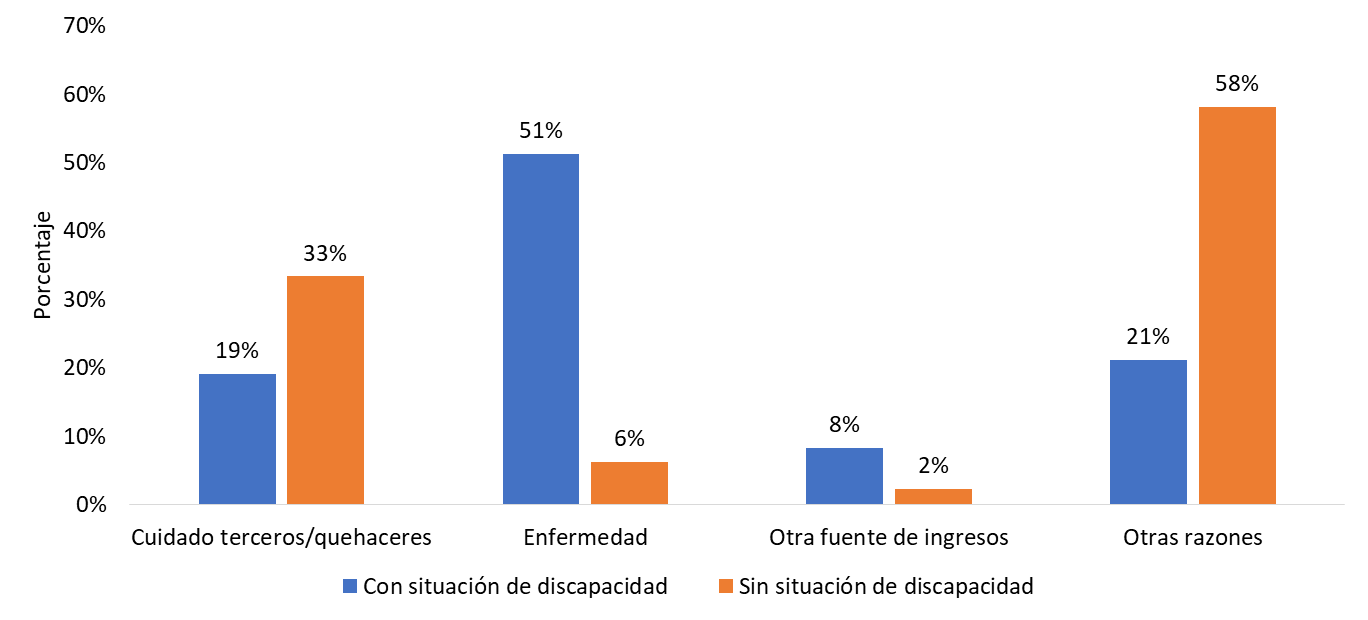 70%
60%
50%
40%
30%
20%
10%
0%
Porcentaje
19%
33%
51%
6%
8%
2%
21%
58%
Cuidado terceros/quehaceres
Enfermedad
Otra fuente de ingresos
Otras razones
Con situación de discapacidad
Sin situación de discapacidad